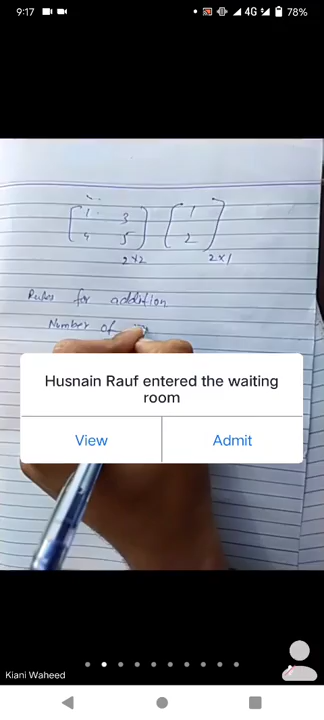 9:17 4G 78%
1 3 1
4 5 2
2×2 2×1
Rules for addition
Number of
Husnain Rauf entered the waiting
room
View Admit
Kiani Waheed